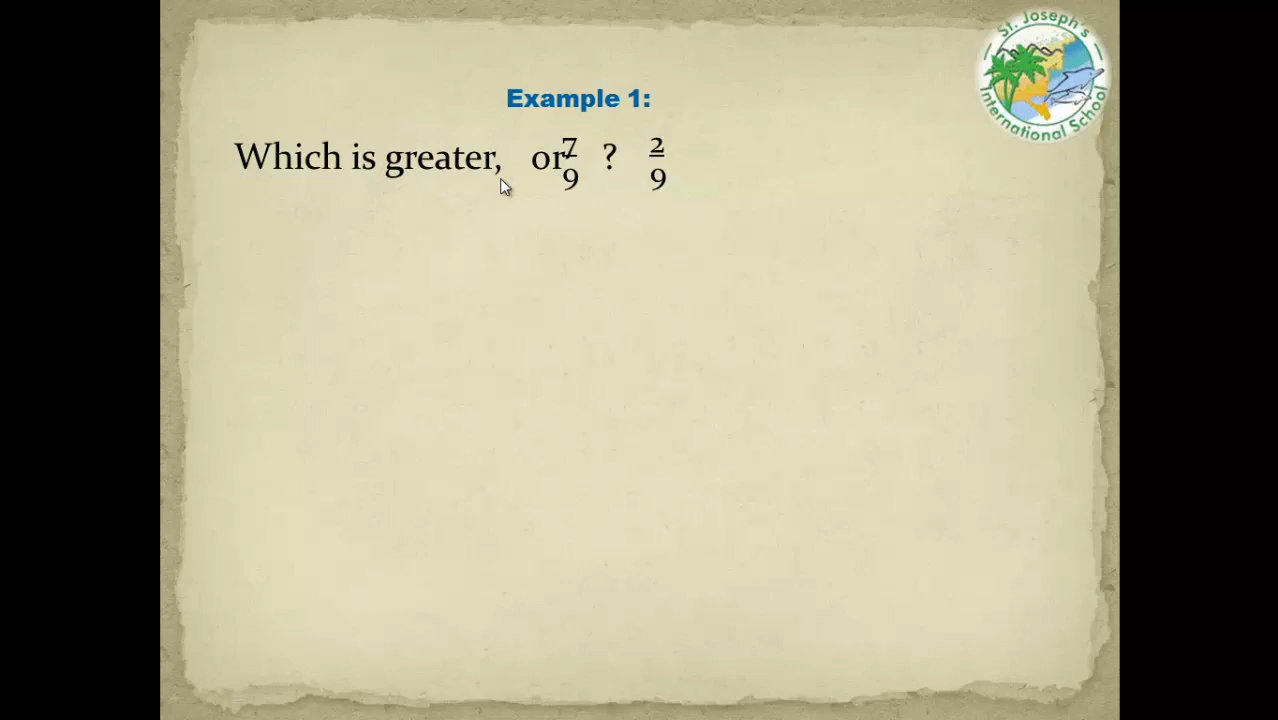 St. Joseph's
International School
Example 1:
Which is greater, or 7/9 ? 2/9